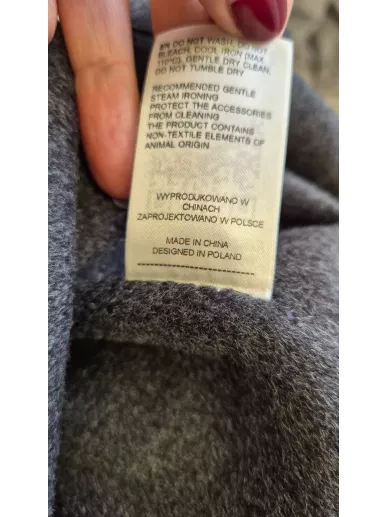 EN DO NOT WASH, DO NOT
BLEACH, COOL IRON (MAX
110ºC), GENTLE DRY CLEAN,
DO NOT TUMBLE DRY
RECOMMENDED GENTLE
STEAM IRONING
PROTECT THE ACCESSORIES
FROM CLEANING
THE PRODUCT CONTAINS
NON-TEXTILE ELEMENTS OF
ANIMAL ORIGIN
WYPRODUKOWANO W
CHINACH
ZAPROJEKTOWANO W POLSCE
MADE IN CHINA
DESIGNED IN POLAND